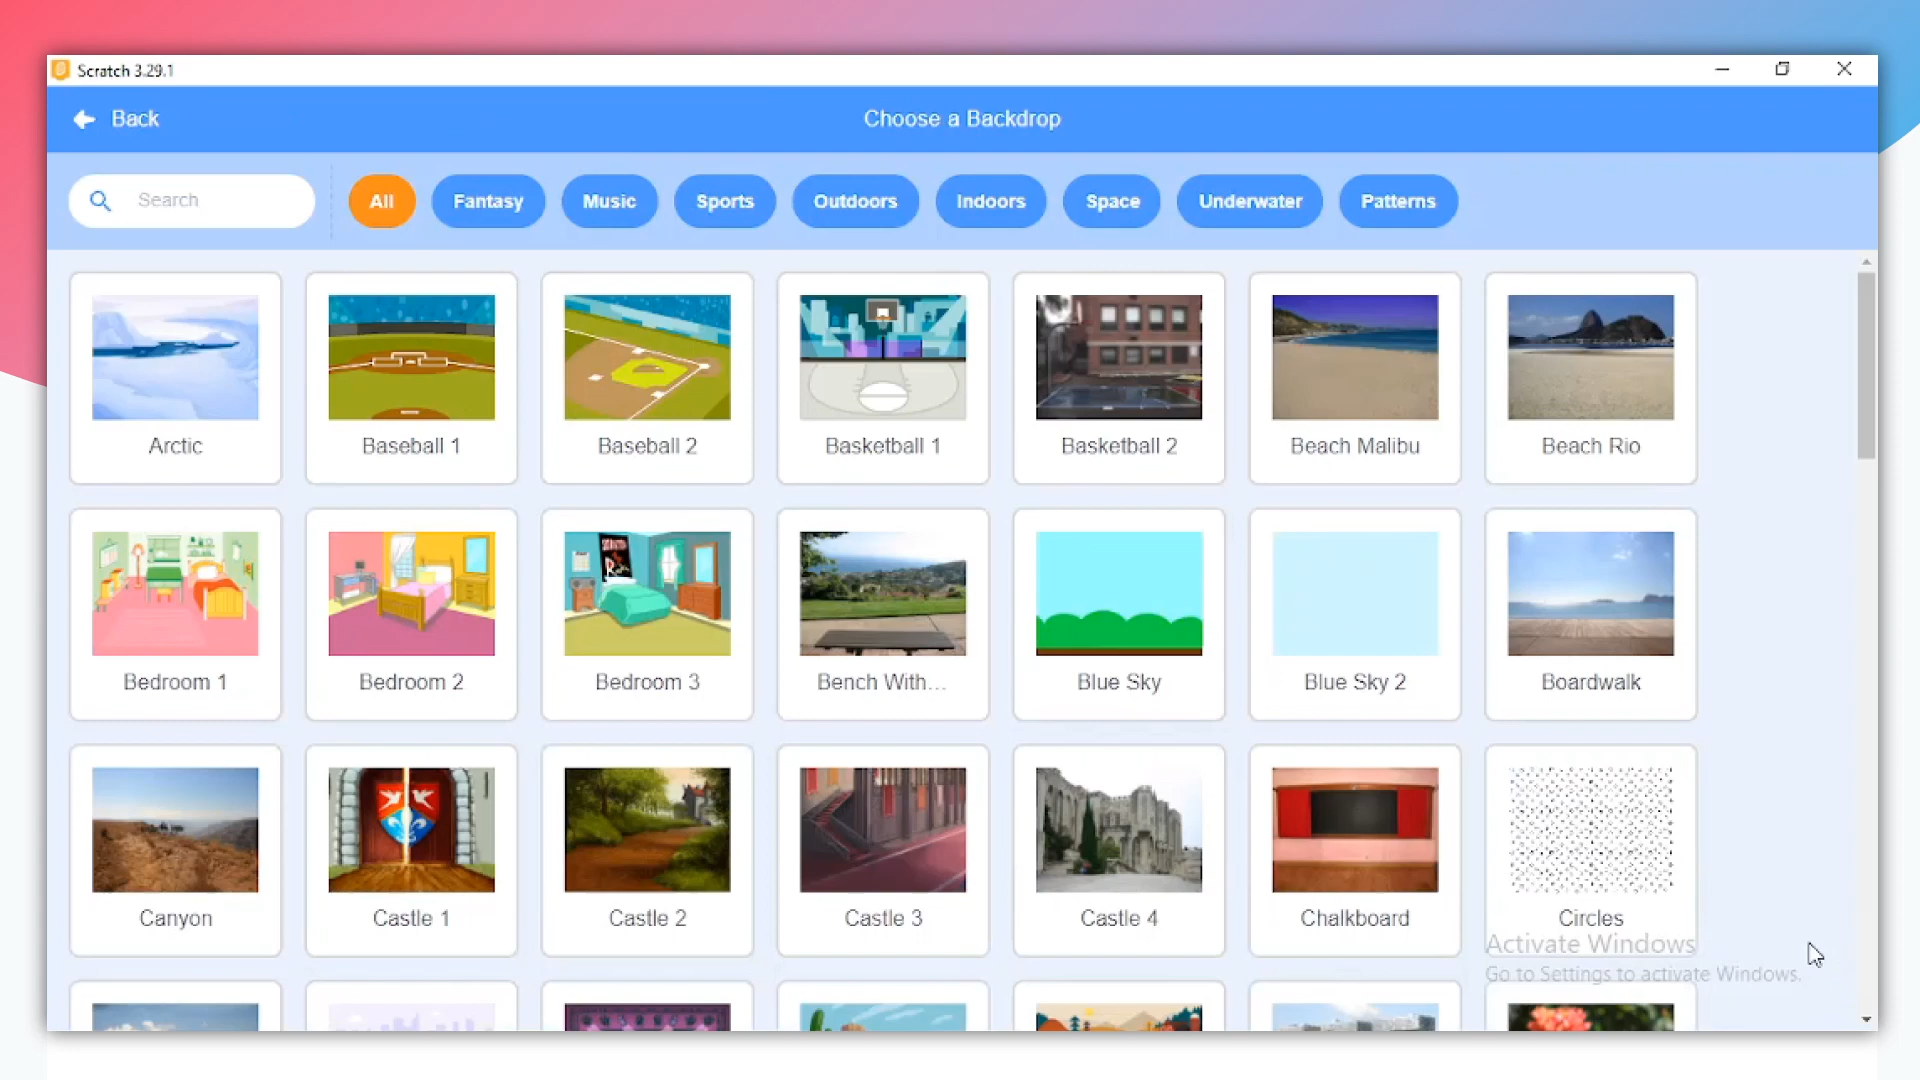 Scratch 3.29.1
Back
Choose a Backdrop
Search
All
Fantasy
Music
Sports
Outdoors
Indoors
Space
Underwater
Patterns
Arctic
Baseball 1
Baseball 2
Basketball 1
Basketball 2
Beach Malibu
Beach Rio
Bedroom 1
Bedroom 2
Bedroom 3
Bench With...
Blue Sky
Blue Sky 2
Boardwalk
Canyon
Castle 1
Castle 2
Castle 3
Castle 4
Chalkboard
Circles
Activate Windows
Go to Settings to activate Windows.